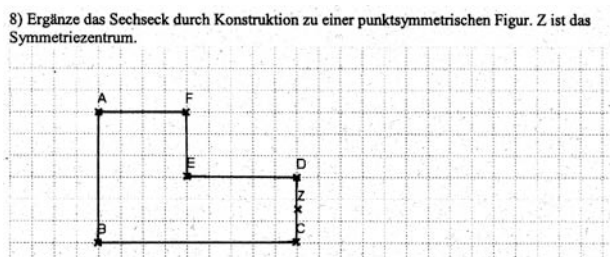 8) Ergänze das Sechseck durch Konstruktion zu einer punktsymmetrischen Figur. Z ist das
Symmetriezentrum.
A F
E D
Z
B C